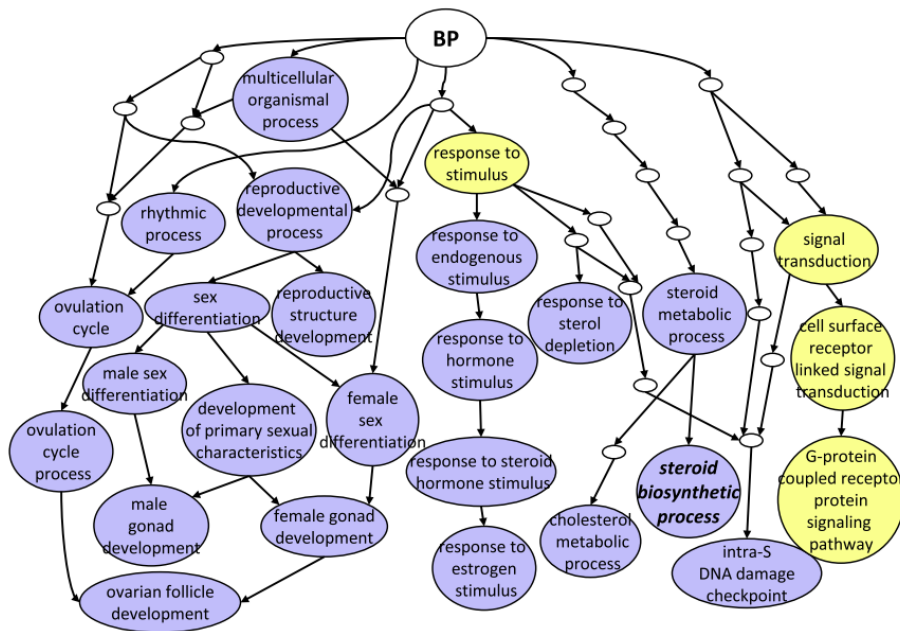 BP
multicellular
organismal
process
response to
stimulus
rhythmic
process
reproductive
developmental
process
signal
transduction
response to
endogenous
stimulus
ovulation
cycle
sex
differentiation
reproductive
structure
development
response to
sterol
depletion
steroid
metabolic
process
cell surface
receptor
linked signal
transduction
response to
hormone
stimulus
male sex
differentiation
development
of primary sexual
characteristics
female
sex
differentiation
ovulation
cycle
process
response to steroid
hormone stimulus
steroid
biosynthetic
process
G-protein
coupled receptor
protein
signaling
pathway
male
gonad
development
female gonad
development
cholesterol
metabolic
process
response to
estrogen
stimulus
intra-S
DNA damage
checkpoint
ovarian follicle
development